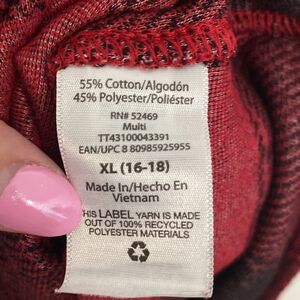 55% Cotton/Algodón
45% Polyester/Poliéster
RN# 52469
Multi
TT43100043391
EAN/UPC 8 80985925955
XL (16-18)
Made In/Hecho En
Vietnam
THIS LABEL YARN IS MADE
OUT OF 100% RECYCLED
POLYESTER MATERIALS